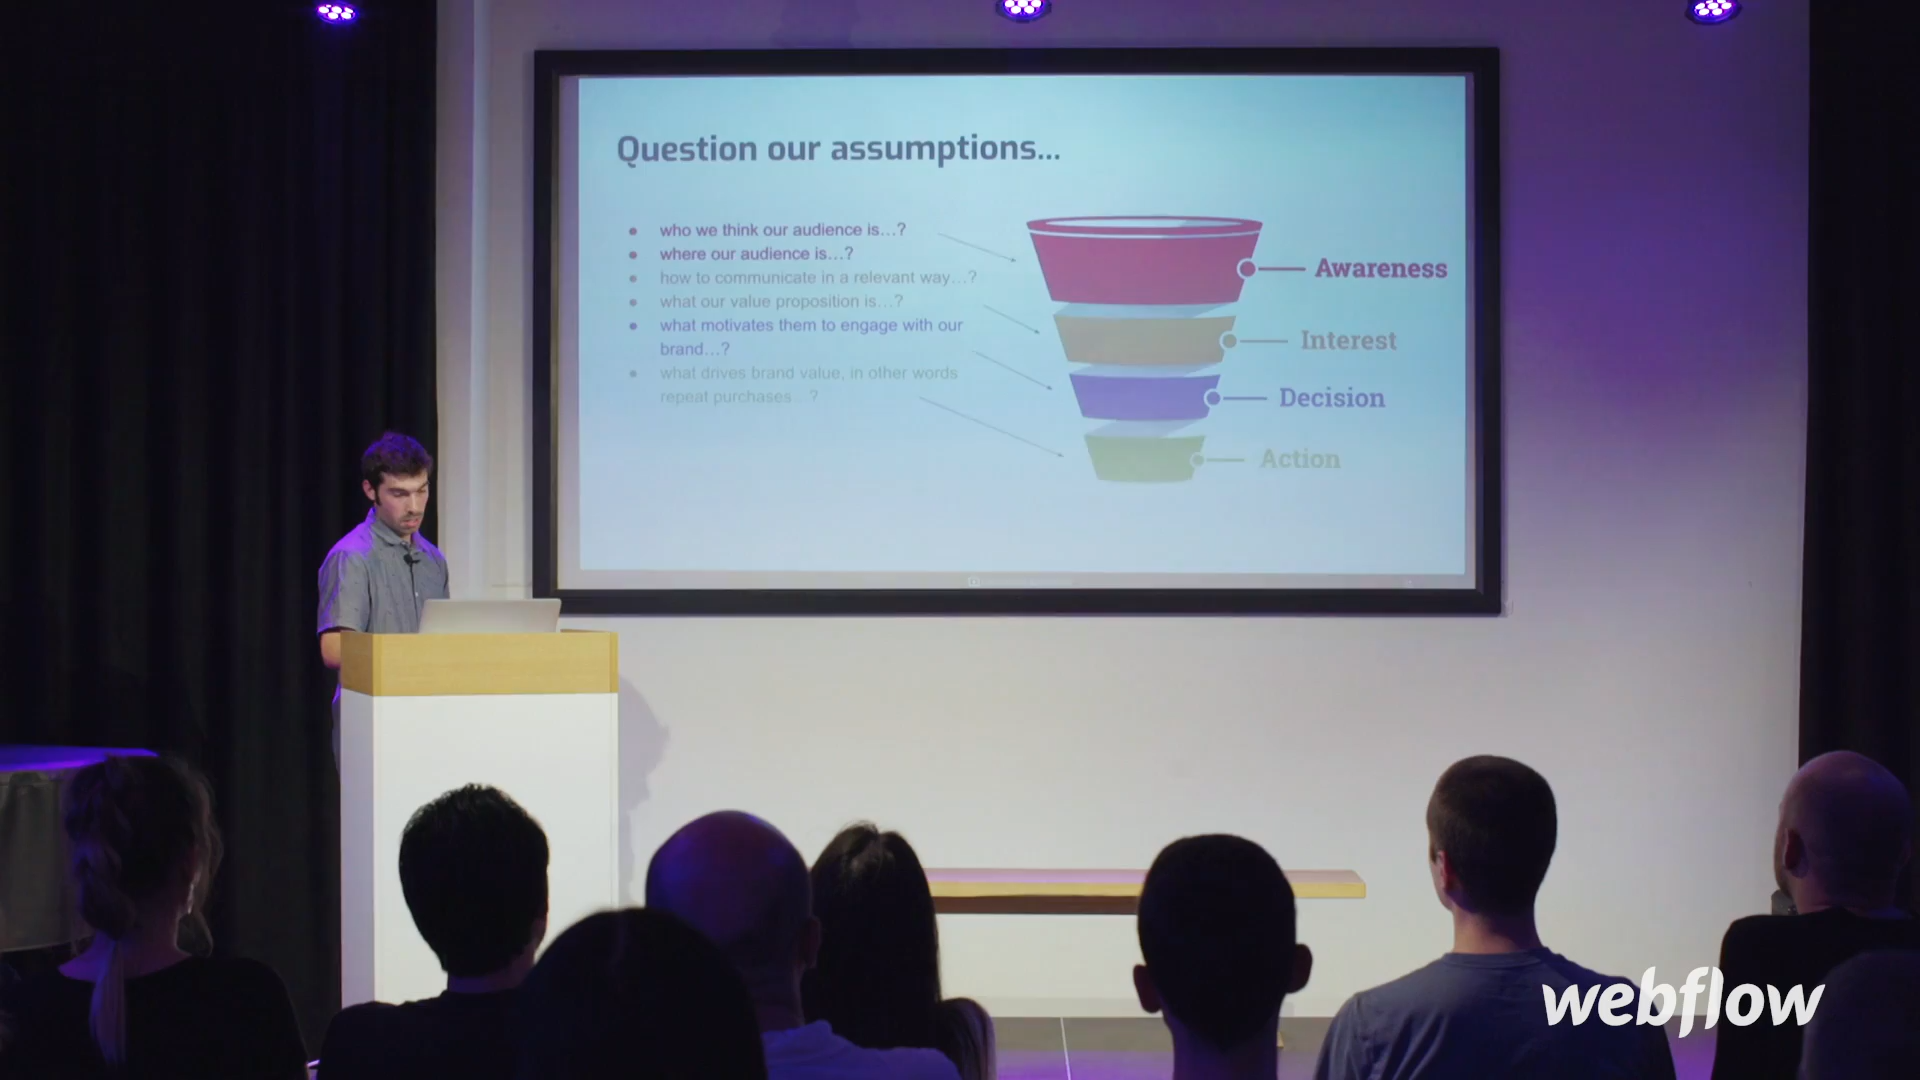 Question our assumptions...
who we think our audience is...?
where our audience is...?
how to communicate in a relevant way...?
what our value proposition is...?
what motivates them to engage with our
brand...?
what drives brand value, in other words
repeat purchases...?
Awareness
Interest
Decision
Action
webflow